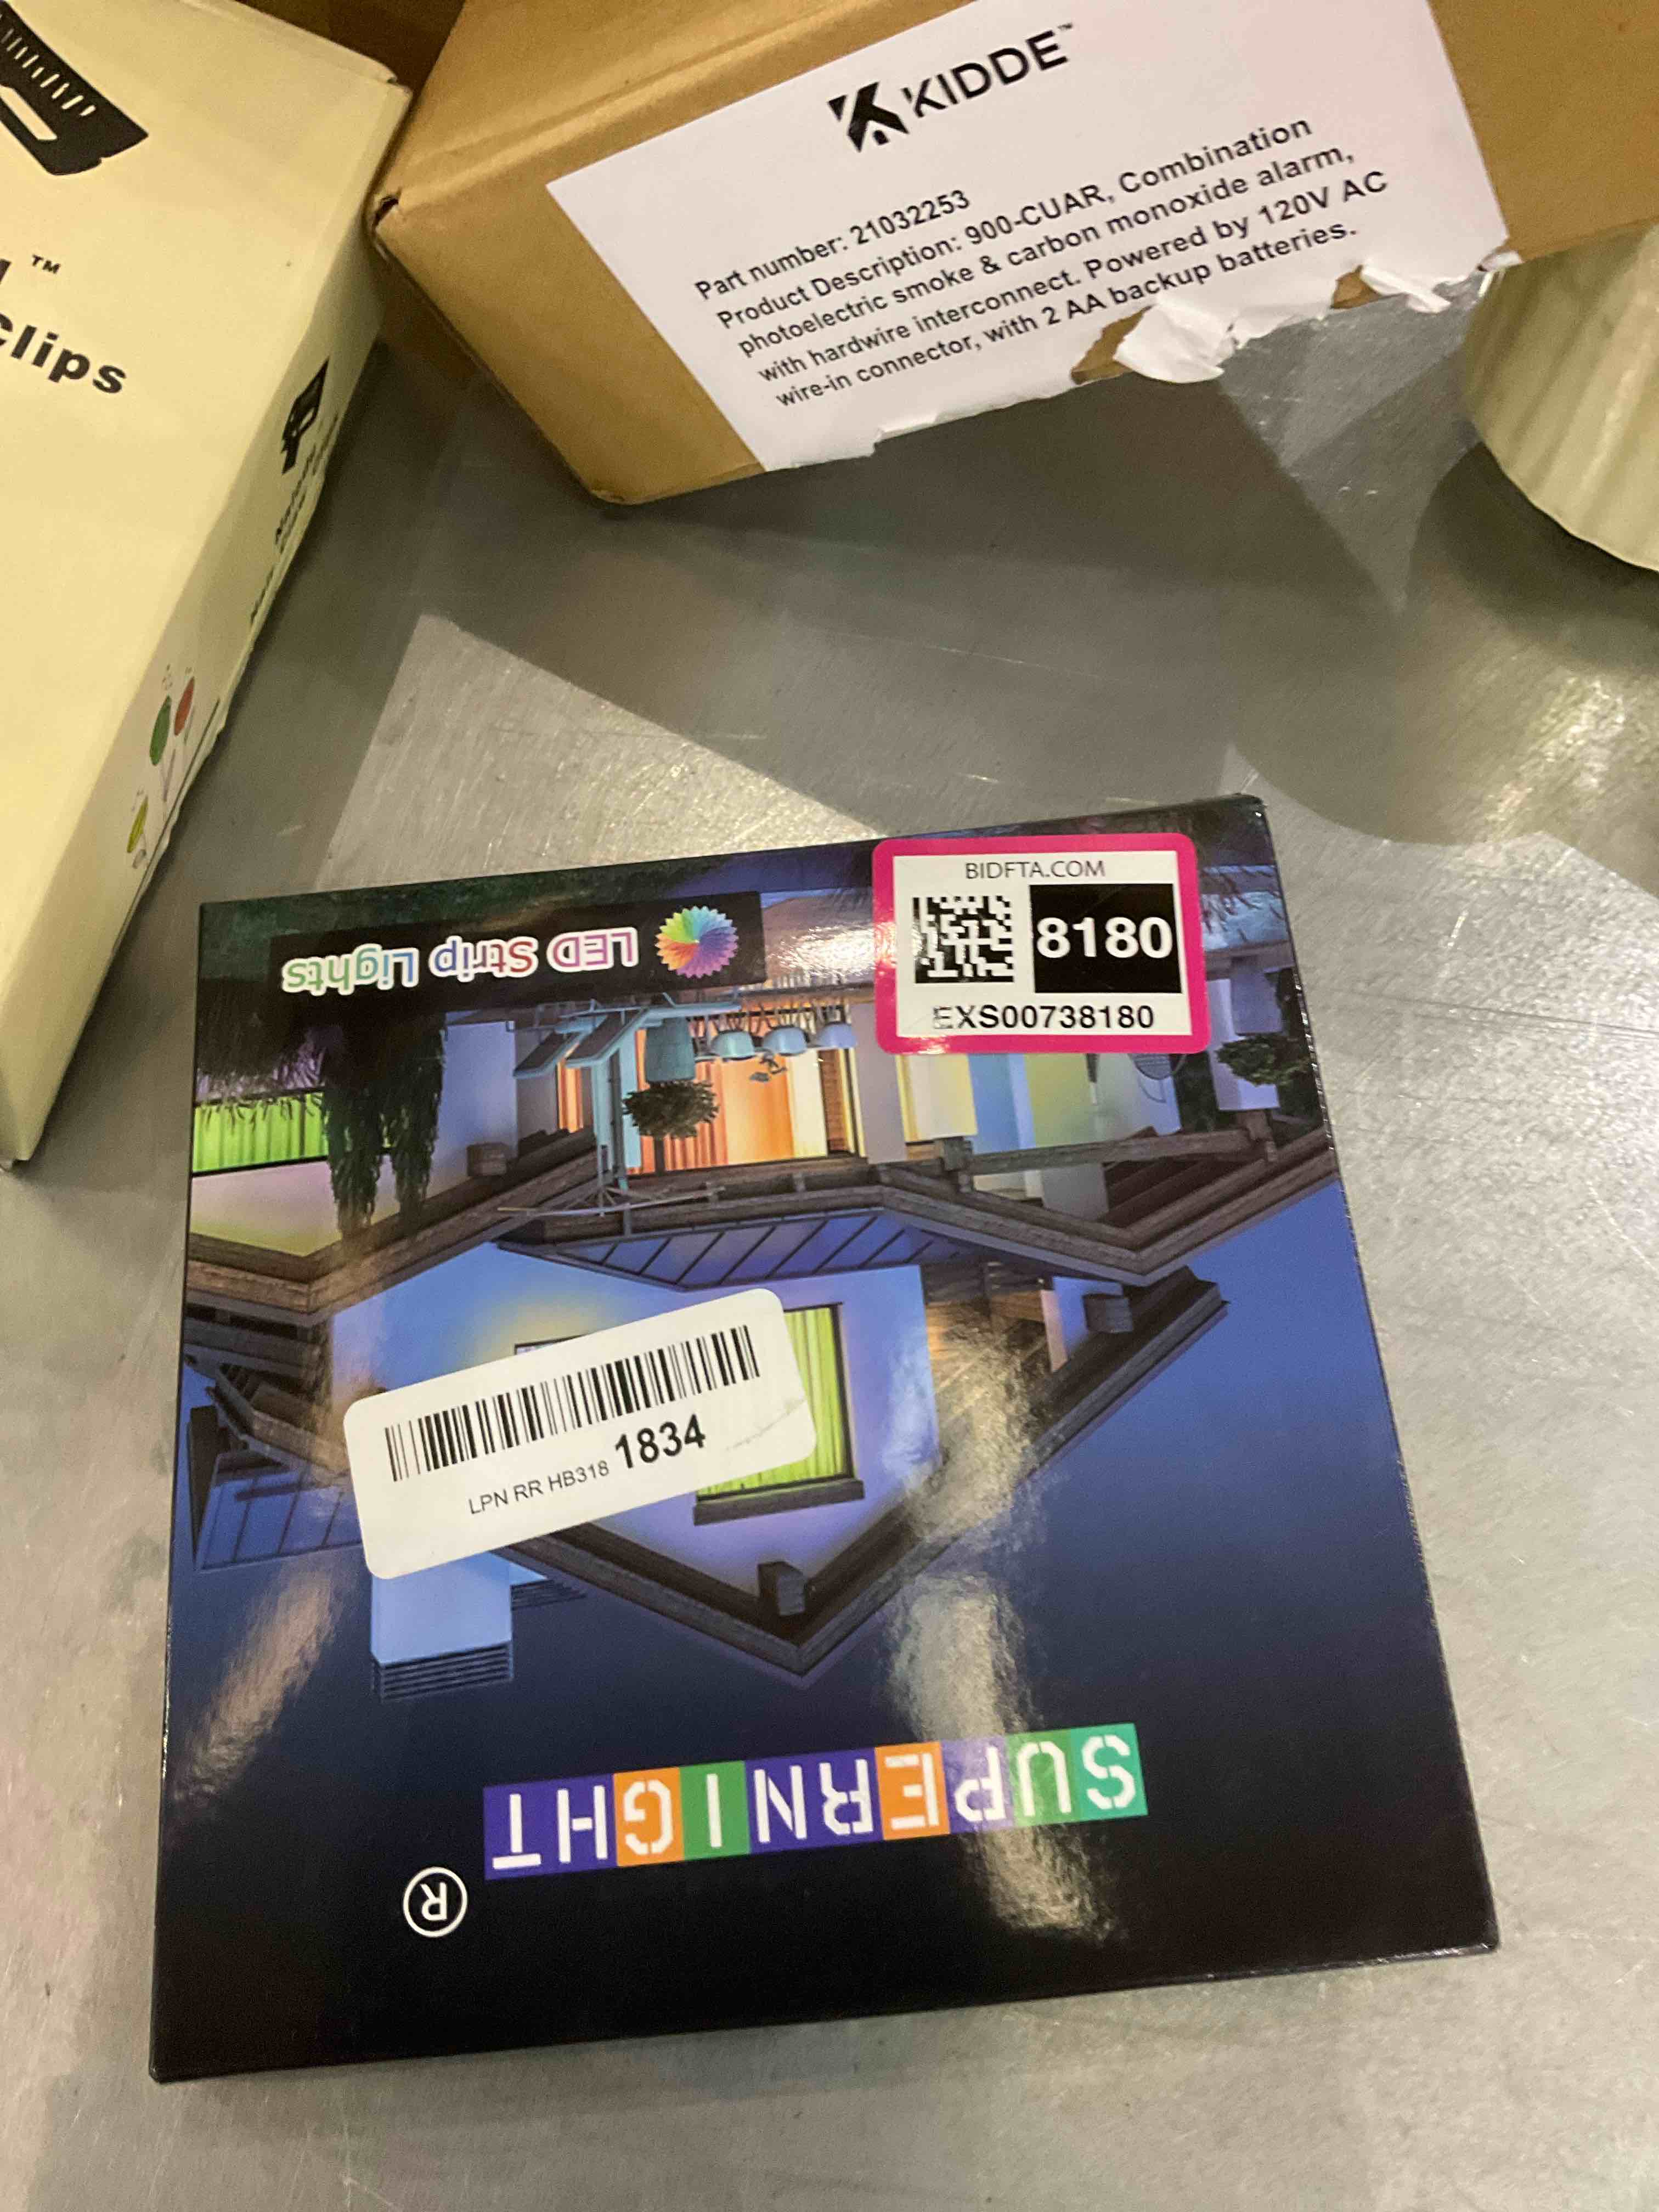 KIDDE™
Part number: 21032253
Product Description: 900-CUAR, Combination
photoelectric smoke & carbon monoxide alarm,
with hardwire interconnect. Powered by 120V AC
wire-in connector, with 2 AA backup batteries.
™
Clips
BIDFTA.COM
8180
EXS00738180
LED Strip Lights
LPN RR HB318 1834
SUPERNIGHT
®